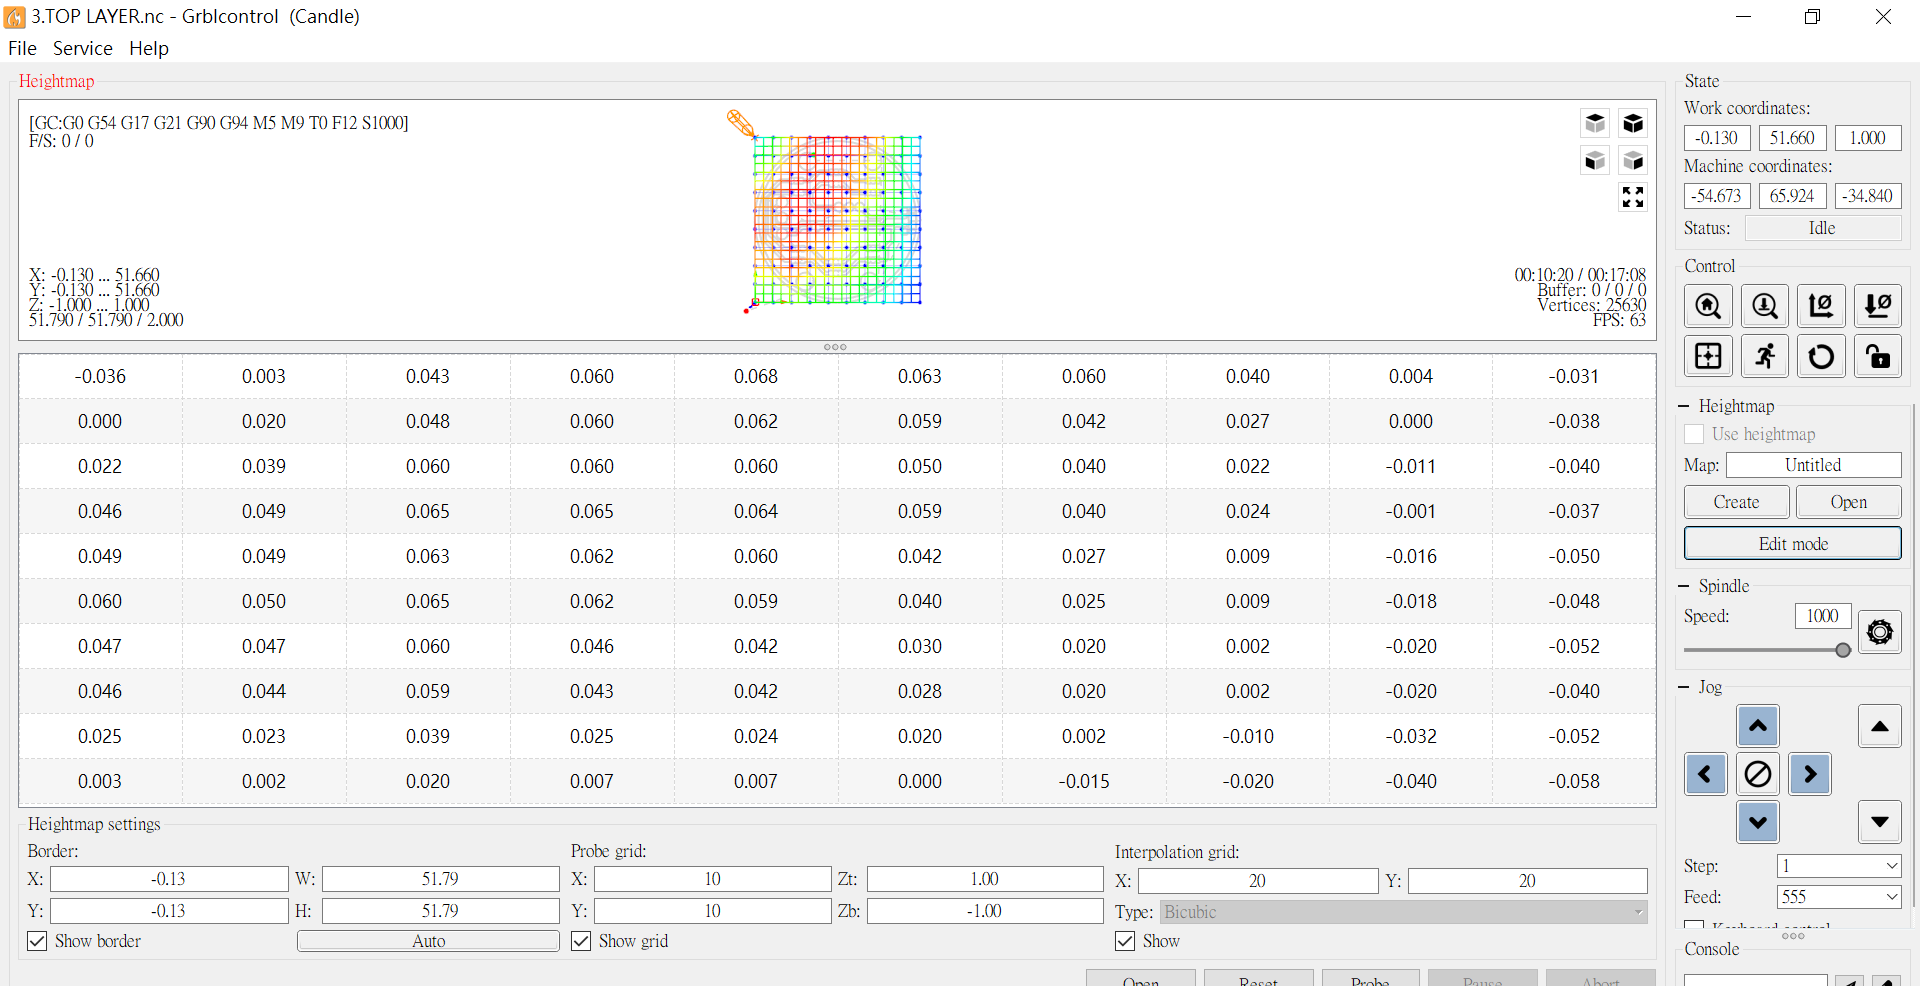 3.TOP LAYER.nc - Grblcontrol (Candle)
File Service Help
Heightmap
[GC:G0 G54 G17 G21 G90 G94 M5 M9 T0 F12 S1000]
F/S: 0 / 0
X: -0.130 ... 51.660
Y: -0.130 ... 51.660
Z: -1.000 ... 1.000
51.790 / 51.790 / 2.000
00:10:20 / 00:17:08
Buffer: 0 / 0 / 0
Vertices: 25630
FPS: 63
-0.036 0.003 0.043 0.060 0.068 0.063 0.060 0.040 0.004 -0.031
0.000 0.020 0.048 0.060 0.062 0.059 0.042 0.027 0.000 -0.038
0.022 0.039 0.060 0.060 0.060 0.050 0.040 0.022 -0.011 -0.040
0.046 0.049 0.065 0.065 0.064 0.059 0.040 0.024 -0.001 -0.037
0.049 0.049 0.063 0.062 0.060 0.042 0.027 0.009 -0.016 -0.050
0.060 0.050 0.065 0.062 0.059 0.040 0.025 0.009 -0.018 -0.048
0.047 0.047 0.060 0.046 0.042 0.030 0.020 0.002 -0.020 -0.052
0.046 0.044 0.059 0.043 0.042 0.028 0.020 0.002 -0.020 -0.040
0.025 0.023 0.039 0.025 0.024 0.020 0.002 -0.010 -0.032 -0.052
0.003 0.002 0.020 0.007 0.007 0.000 -0.015 -0.020 -0.040 -0.058
Heightmap settings
Border:
X: -0.13 W: 51.79
Y: -0.13 H: 51.79
Show border Auto
Probe grid:
X: 10 Zt: 1.00
Y: 10 Zb: -1.00
Show grid
Interpolation grid:
X: 20 Y: 20
Type: Bicubic
Show
Open Reset Probe Pause Abort
State
Work coordinates:
-0.130 51.660 1.000
Machine coordinates:
-54.673 65.924 -34.840
Status: Idle
Control
Heightmap
Use heightmap
Map: Untitled
Create Open
Edit mode
Spindle
Speed: 1000
Jog
Step: 1
Feed: 555
Keyboard control
Console